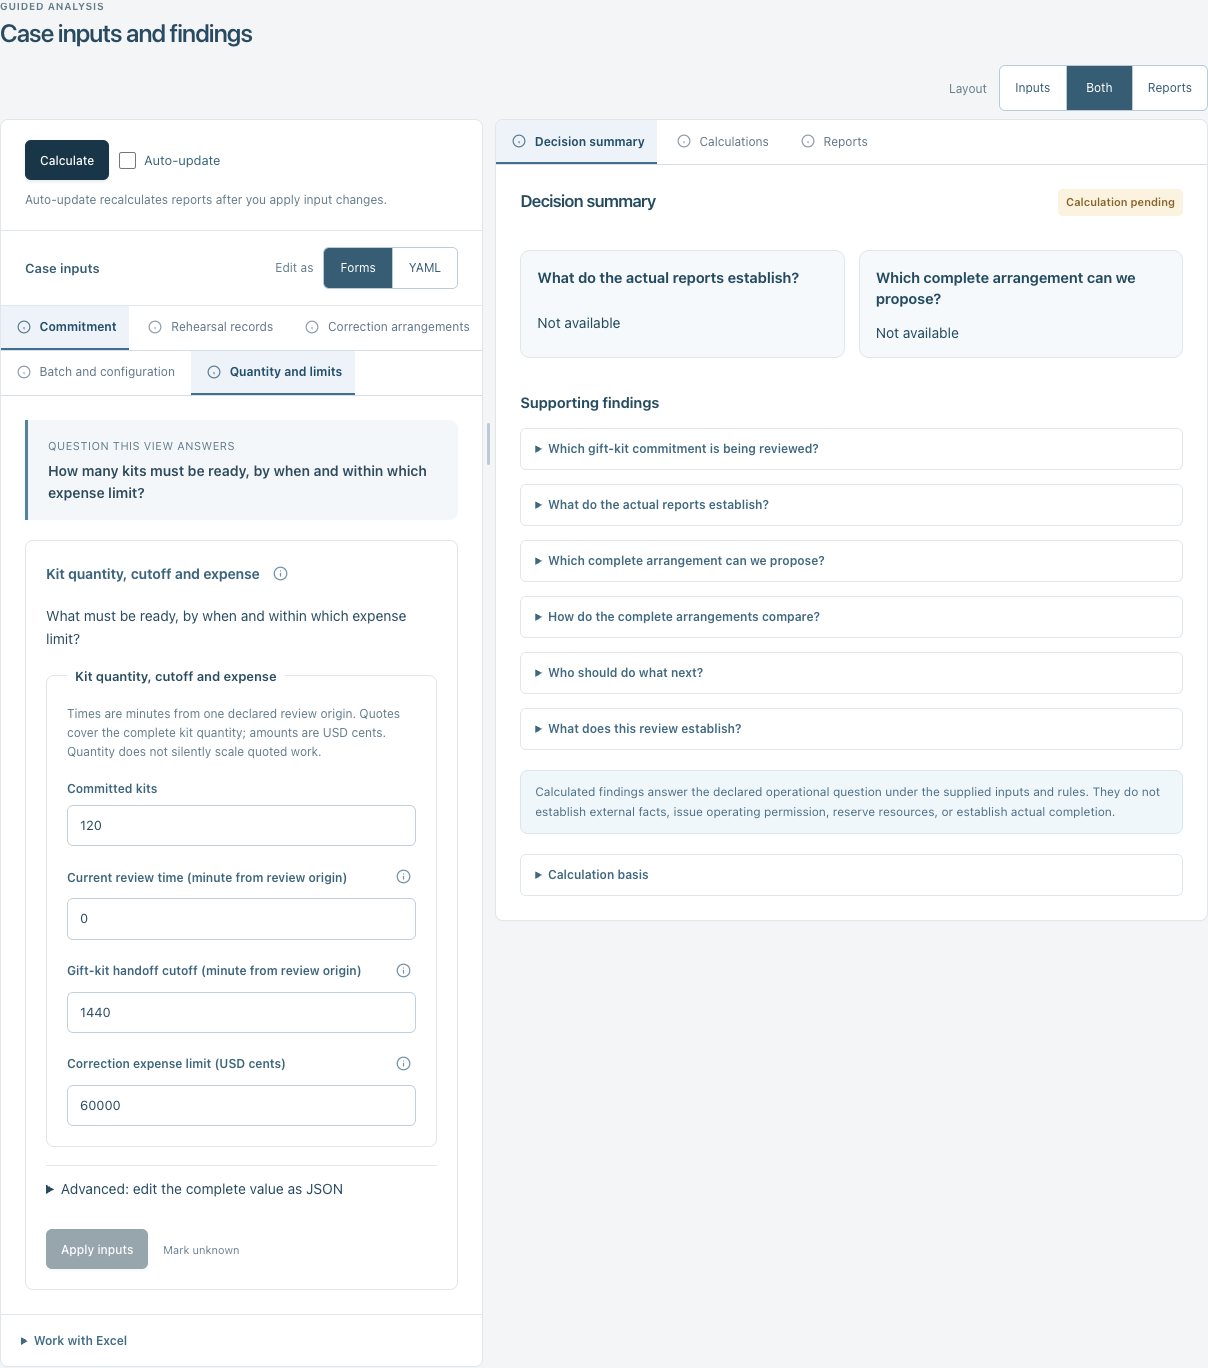 GUIDED ANALYSIS
Case inputs and findings
Layout
Inputs
Both
Reports
Calculate
Auto-update
Auto-update recalculates reports after you apply input changes.
Case inputs
Edit as
Forms
YAML
Commitment
Rehearsal records
Correction arrangements
Batch and configuration
Quantity and limits
QUESTION THIS VIEW ANSWERS
How many kits must be ready, by when and within which
expense limit?
Kit quantity, cutoff and expense
What must be ready, by when and within which expense
limit?
Kit quantity, cutoff and expense
Times are minutes from one declared review origin. Quotes
cover the complete kit quantity; amounts are USD cents.
Quantity does not silently scale quoted work.
Committed kits
120
Current review time (minute from review origin)
0
Gift-kit handoff cutoff (minute from review origin)
1440
Correction expense limit (USD cents)
60000
Advanced: edit the complete value as JSON
Apply inputs
Mark unknown
Work with Excel
Decision summary
Calculations
Reports
Decision summary
Calculation pending
What do the actual reports establish?
Not available
Which complete arrangement can we
propose?
Not available
Supporting findings
Which gift-kit commitment is being reviewed?
What do the actual reports establish?
Which complete arrangement can we propose?
How do the complete arrangements compare?
Who should do what next?
What does this review establish?
Calculated findings answer the declared operational question under the supplied inputs and rules. They do not
establish external facts, issue operating permission, reserve resources, or establish actual completion.
Calculation basis